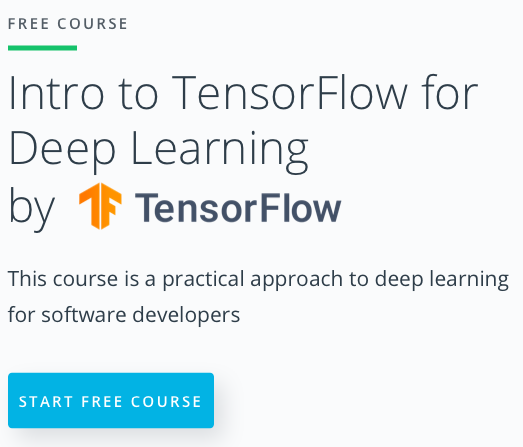 FREE COURSE
Intro to TensorFlow for
Deep Learning
by TensorFlow
This course is a practical approach to deep learning
for software developers
START FREE COURSE